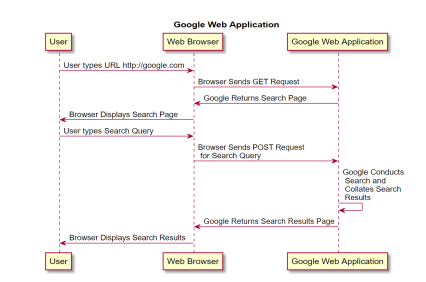 Google Web Application
User
Web Browser
Google Web Application
User types URL http://google.com
Browser Sends GET Request
Google Returns Search Page
Browser Displays Search Page
User types Search Query
Browser Sends POST Request
for Search Query
Google Conducts
Search and
Collates Search
Results
Google Returns Search Results Page
Browser Displays Search Results
User
Web Browser
Google Web Application